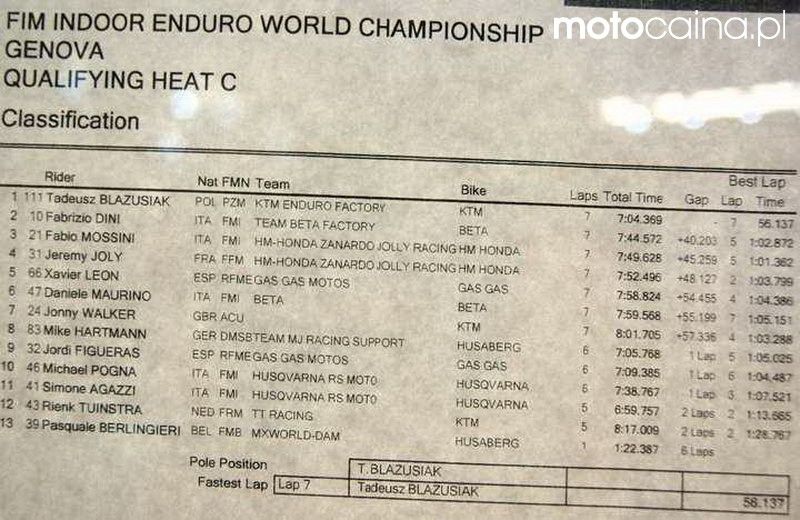 motocaina.pl
FIM INDOOR ENDURO WORLD CHAMPIONSHIP
GENOVA
QUALIFYING HEAT C
Classification
Best Lap
Rider Nat FMN Team Bike Laps Total Time Gap Lap Time
1 111 Tadeusz BLAZUSIAK POL PZM KTM ENDURO FACTORY KTM 7 7:04.369 - 7 56.137
2 10 Fabrizio DINI ITA FMI TEAM BETA FACTORY BETA 7 7:44.572 +40.203 5 1:02.872
3 21 Fabio MOSSINI ITA FMI HM-HONDA ZANARDO JOLLY RACING HM HONDA 7 7:49.628 +45.259 5 1:01.362
4 31 Jeremy JOLY FRA FFM HM-HONDA ZANARDO JOLLY RACING HM HONDA 7 7:52.496 +48.127 2 1:03.799
5 66 Xavier LEON ESP RFME GAS GAS MOTOS GAS GAS 7 7:58.824 +54.455 4 1:04.386
6 47 Daniele MAURINO ITA FMI BETA BETA 7 7:59.568 +55.199 7 1:05.151
7 24 Jonny WALKER GBR ACU KTM 7 8:01.705 +57.336 4 1:03.288
8 83 Mike HARTMANN GER DMSB TEAM MJ RACING SUPPORT HUSABERG 6 7:05.768 1 Lap 5 1:05.025
9 32 Jordi FIGUERAS ESP RFME GAS GAS MOTOS GAS GAS 6 7:09.385 1 Lap 6 1:04.487
10 46 Michael POGNA ITA FMI HUSQVARNA RS MOTO HUSQVARNA 6 7:38.767 1 Lap 3 1:07.521
11 41 Simone AGAZZI ITA FMI HUSQVARNA RS MOTO HUSQVARNA 5 6:59.757 2 Laps 2 1:13.565
12 43 Rienk TUINSTRA NED FRM TT RACING KTM 5 8:17.009 2 Laps 2 1:28.767
13 39 Pasquale BERLINGIERI BEL FMB MXWORLD-DAM HUSABERG 1 1:22.387 6 Laps
Pole Position T. BLAZUSIAK
Fastest Lap Lap 7 Tadeusz BLAZUSIAK 56.137